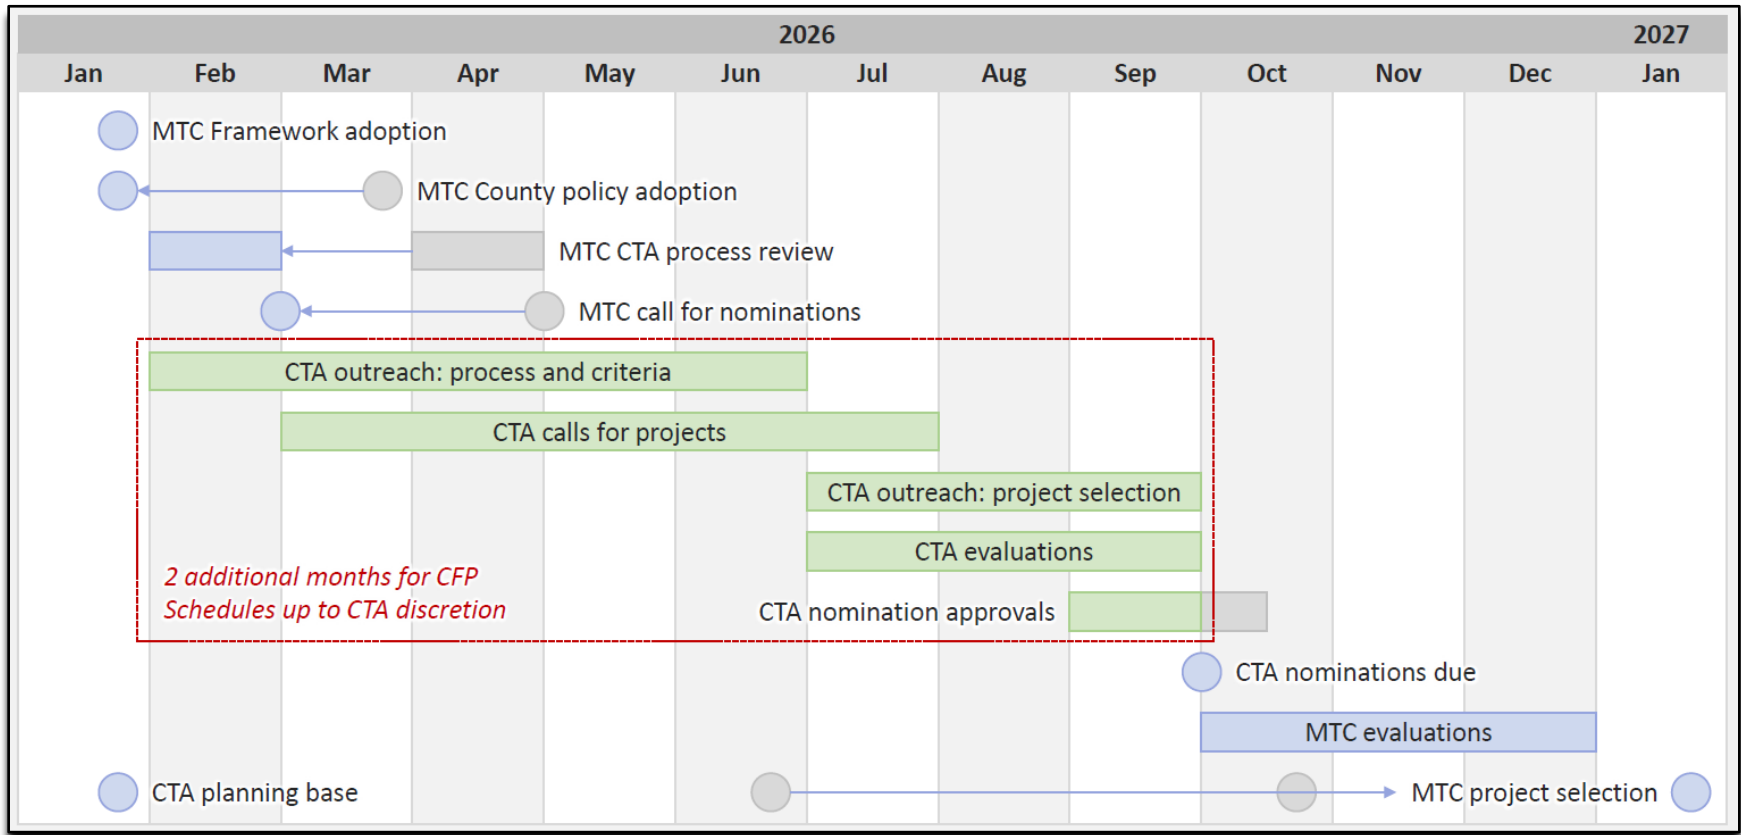 2026 2027
Jan Feb Mar Apr May Jun Jul Aug Sep Oct Nov Dec Jan
MTC Framework adoption
MTC County policy adoption
MTC CTA process review
MTC call for nominations
CTA outreach: process and criteria
CTA calls for projects
CTA outreach: project selection
CTA evaluations
2 additional months for CFP
Schedules up to CTA discretion
CTA nomination approvals
CTA nominations due
MTC evaluations
CTA planning base MTC project selection